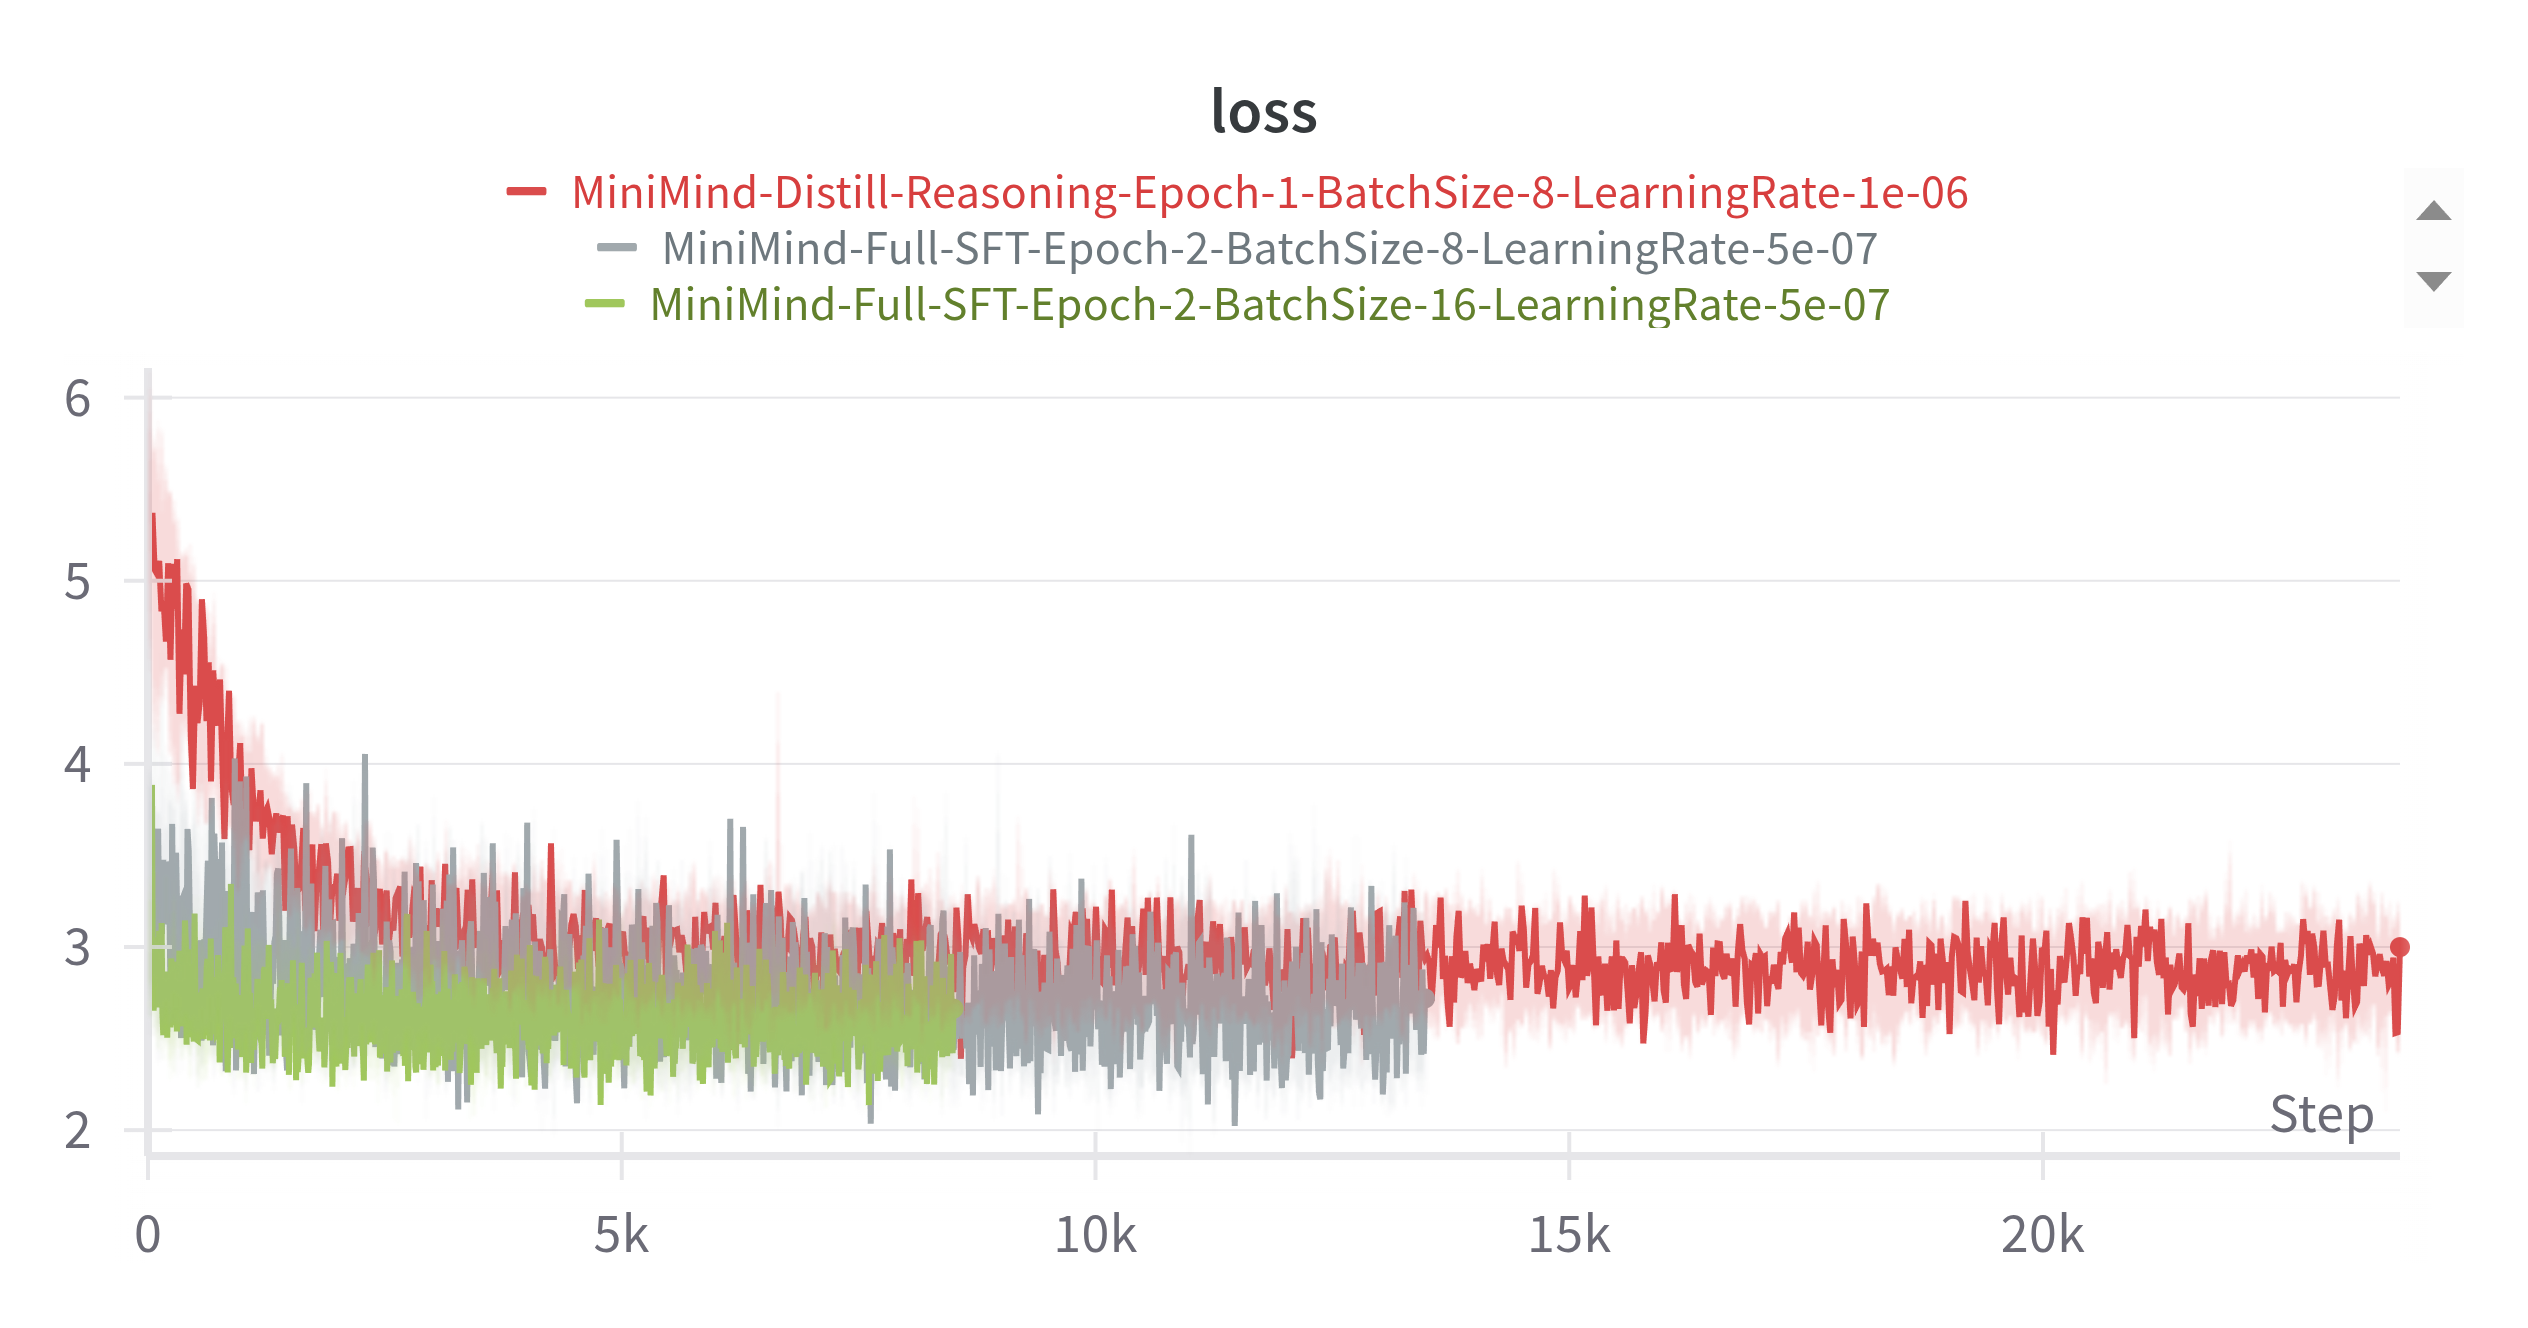 loss
MiniMind-Distill-Reasoning-Epoch-1-BatchSize-8-LearningRate-1e-06
MiniMind-Full-SFT-Epoch-2-BatchSize-8-LearningRate-5e-07
MiniMind-Full-SFT-Epoch-2-BatchSize-16-LearningRate-5e-07
6
5
4
3
2
Step
0 5k 10k 15k 20k